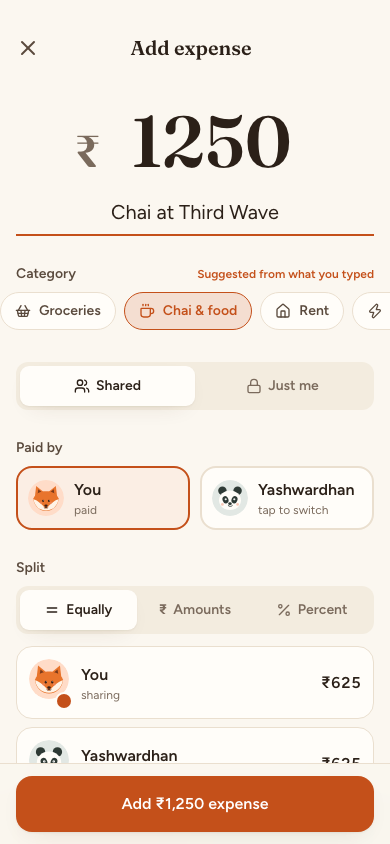 Add expense
₹ 1250
Chai at Third Wave
Category Suggested from what you typed
Groceries Chai & food Rent
Shared Just me
Paid by
You Yashwardhan
paid tap to switch
Split
= Equally ₹ Amounts % Percent
You
sharing
₹625
Yashwardhan
₹625
Add ₹1,250 expense